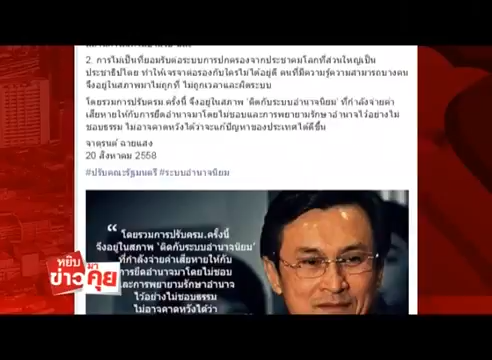 2. การไม่เป็นที่ยอมรับต่อระบบการปกครองจากประชาคมโลกที่ส่วนใหญ่เป็น
ประชาธิปไตย ทำให้เจรจาต่อรองกับใครไม่ได้อยู่ดี คนที่มีความรู้ความสามารถบางคน
จึงอยู่ในสภาพมาไม่ถูกที่ ไม่ถูกเวลาและผิดระบบ
โดยรวมการปรับครม.ครั้งนี้ จึงอยู่ในสภาพ 'ติดกับระบบอำนาจนิยม' ที่กำลังจ่ายค่า
เสียหายให้กับการยึดอำนาจมาโดยไม่ชอบและการพยายามรักษาอำนาจไว้อย่างไม่
ชอบธรรม ไม่อาจคาดหวังได้ว่าจะแก้ปัญหาของประเทศได้ดีขึ้น
จาตุรนต์ ฉายแสง
20 สิงหาคม 2558
#ปรับคณะรัฐมนตรี #ระบบอำนาจนิยม
“ โดยรวมการปรับ ครม.ครั้งนี้
จึงอยู่ในสภาพ 'ติดกับระบบอำนาจนิยม'
ที่กำลังจ่ายค่าเสียหายให้กับ
การยึดอำนาจมาโดยไม่ชอบ
และการพยายามรักษาอำนาจ
ไว้อย่างไม่ชอบธรรม
ไม่อาจคาดหวังได้ว่า
หยิบ
ข่าว
มา
คุย